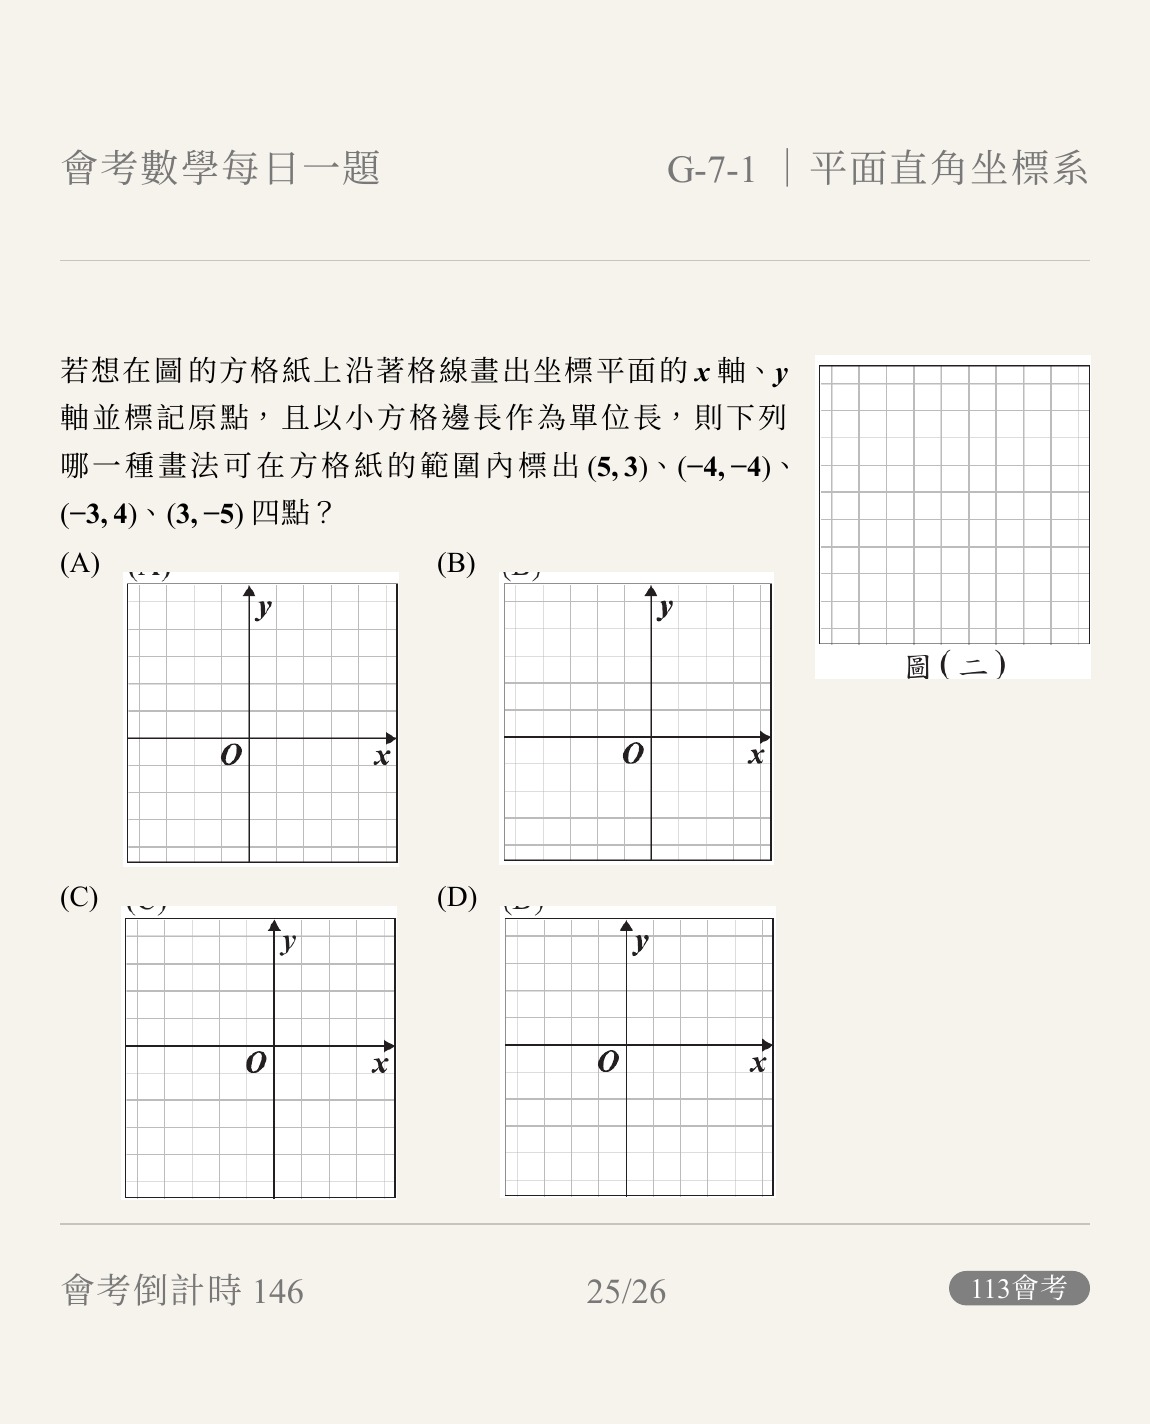 會考數學每日一題
G-7-1 │ 平面直角坐標系
若想在圖的方格紙上沿著格線畫出坐標平面的 x 軸、y
軸並標記原點，且以小方格邊長作為單位長，則下列
哪一種畫法可在方格紙的範圍內標出 (5, 3)、(−4, −4)、
(−3, 4)、(3, −5) 四點？
圖 ( 二 )
(A)
y
O
x
(B)
y
O
x
(C)
y
O
x
(D)
y
O
x
會考倒計時 146
25/26
113會考